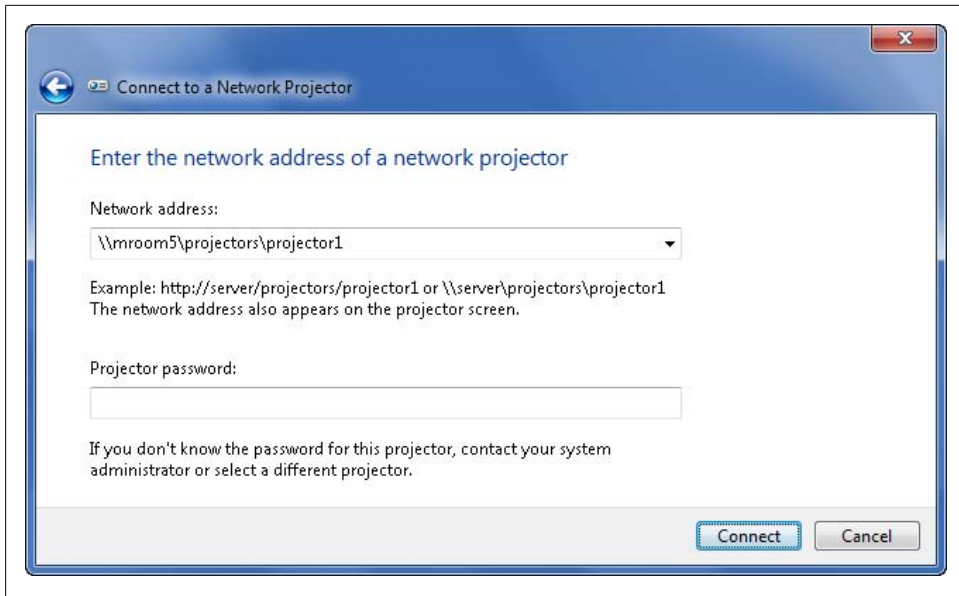 Connect to a Network Projector
Enter the network address of a network projector
Network address:
\\mroom5\projectors\projector1
Example: http://server/projectors/projector1 or \\server\projectors\projector1
The network address also appears on the projector screen.
Projector password:
If you don't know the password for this projector, contact your system
administrator or select a different projector.
Connect Cancel